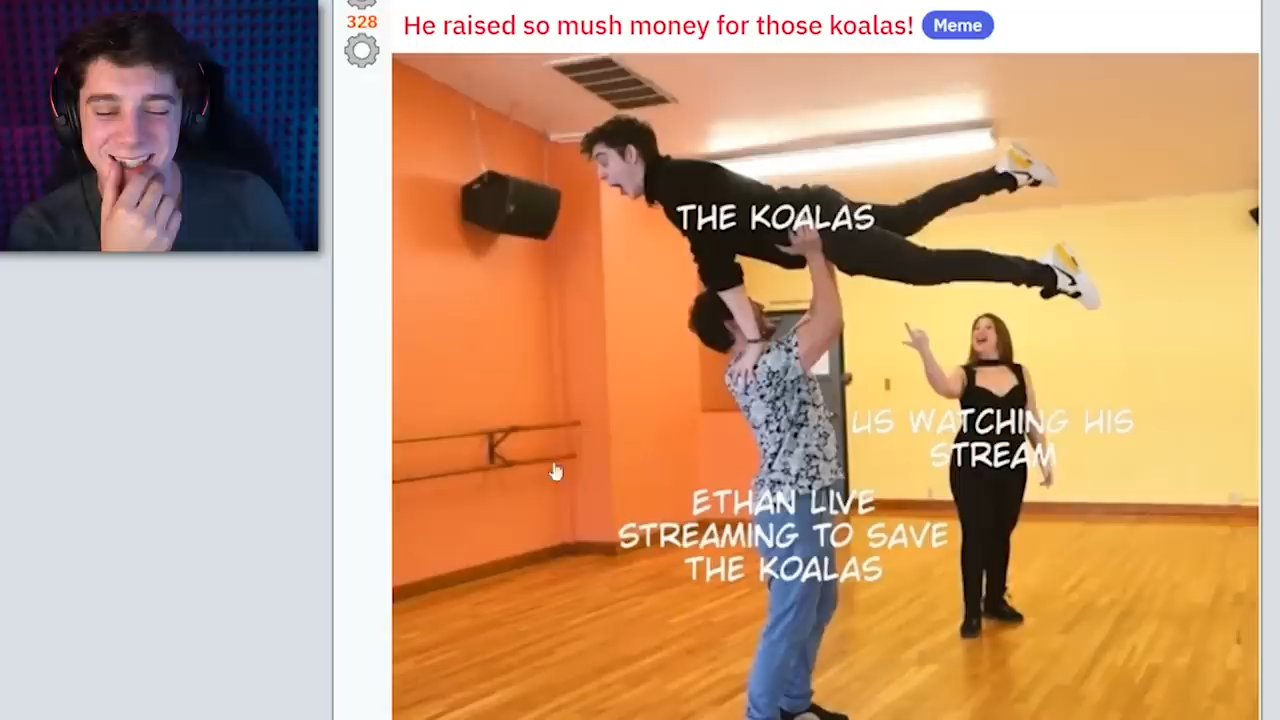 328
He raised so mush money for those koalas! Meme
THE KOALAS
US WATCHING HIS
STREAM
ETHAN LIVE
STREAMING TO SAVE
THE KOALAS